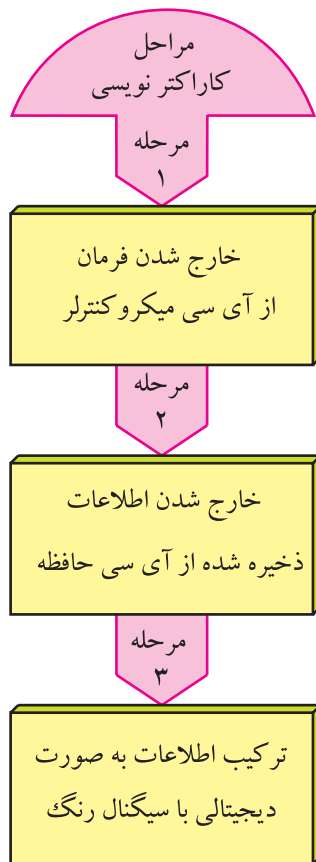 مراحل
کاراکتر نویسی
مرحله
۱
خارج شدن فرمان
از آی سی میکروکنترلر
مرحله
۲
خارج شدن اطلاعات
ذخیره شده از آی سی حافظه
مرحله
۳
ترکیب اطلاعات به صورت
دیجیتالی با سیگنال رنگ